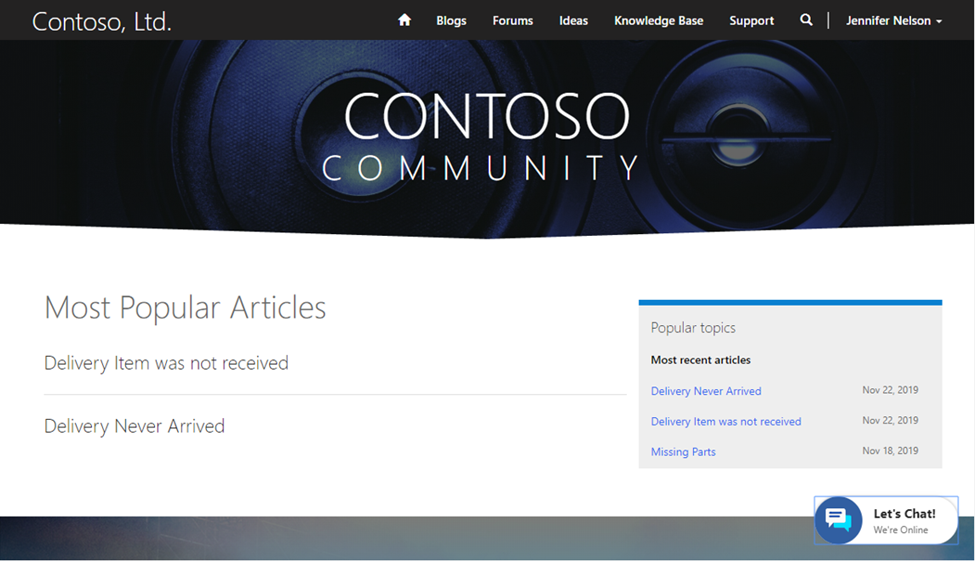 Contoso, Ltd.
Blogs Forums Ideas Knowledge Base Support Jennifer Nelson
CONTOSO
COMMUNITY
Most Popular Articles
Delivery Item was not received
Delivery Never Arrived
Popular topics
Most recent articles
Delivery Never Arrived Nov 22, 2019
Delivery Item was not received Nov 22, 2019
Missing Parts Nov 18, 2019
Let's Chat!
We're Online